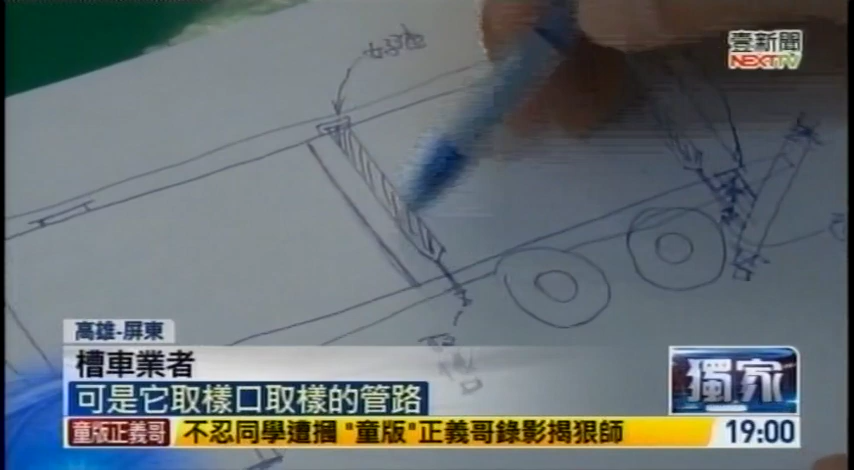 壹新聞
NEXTTV
高雄-屏東
槽車業者
可是它取樣口取樣的管路
獨家
童版正義哥 不忍同學遭摑"童版"正義哥錄影揭狠師 19:00